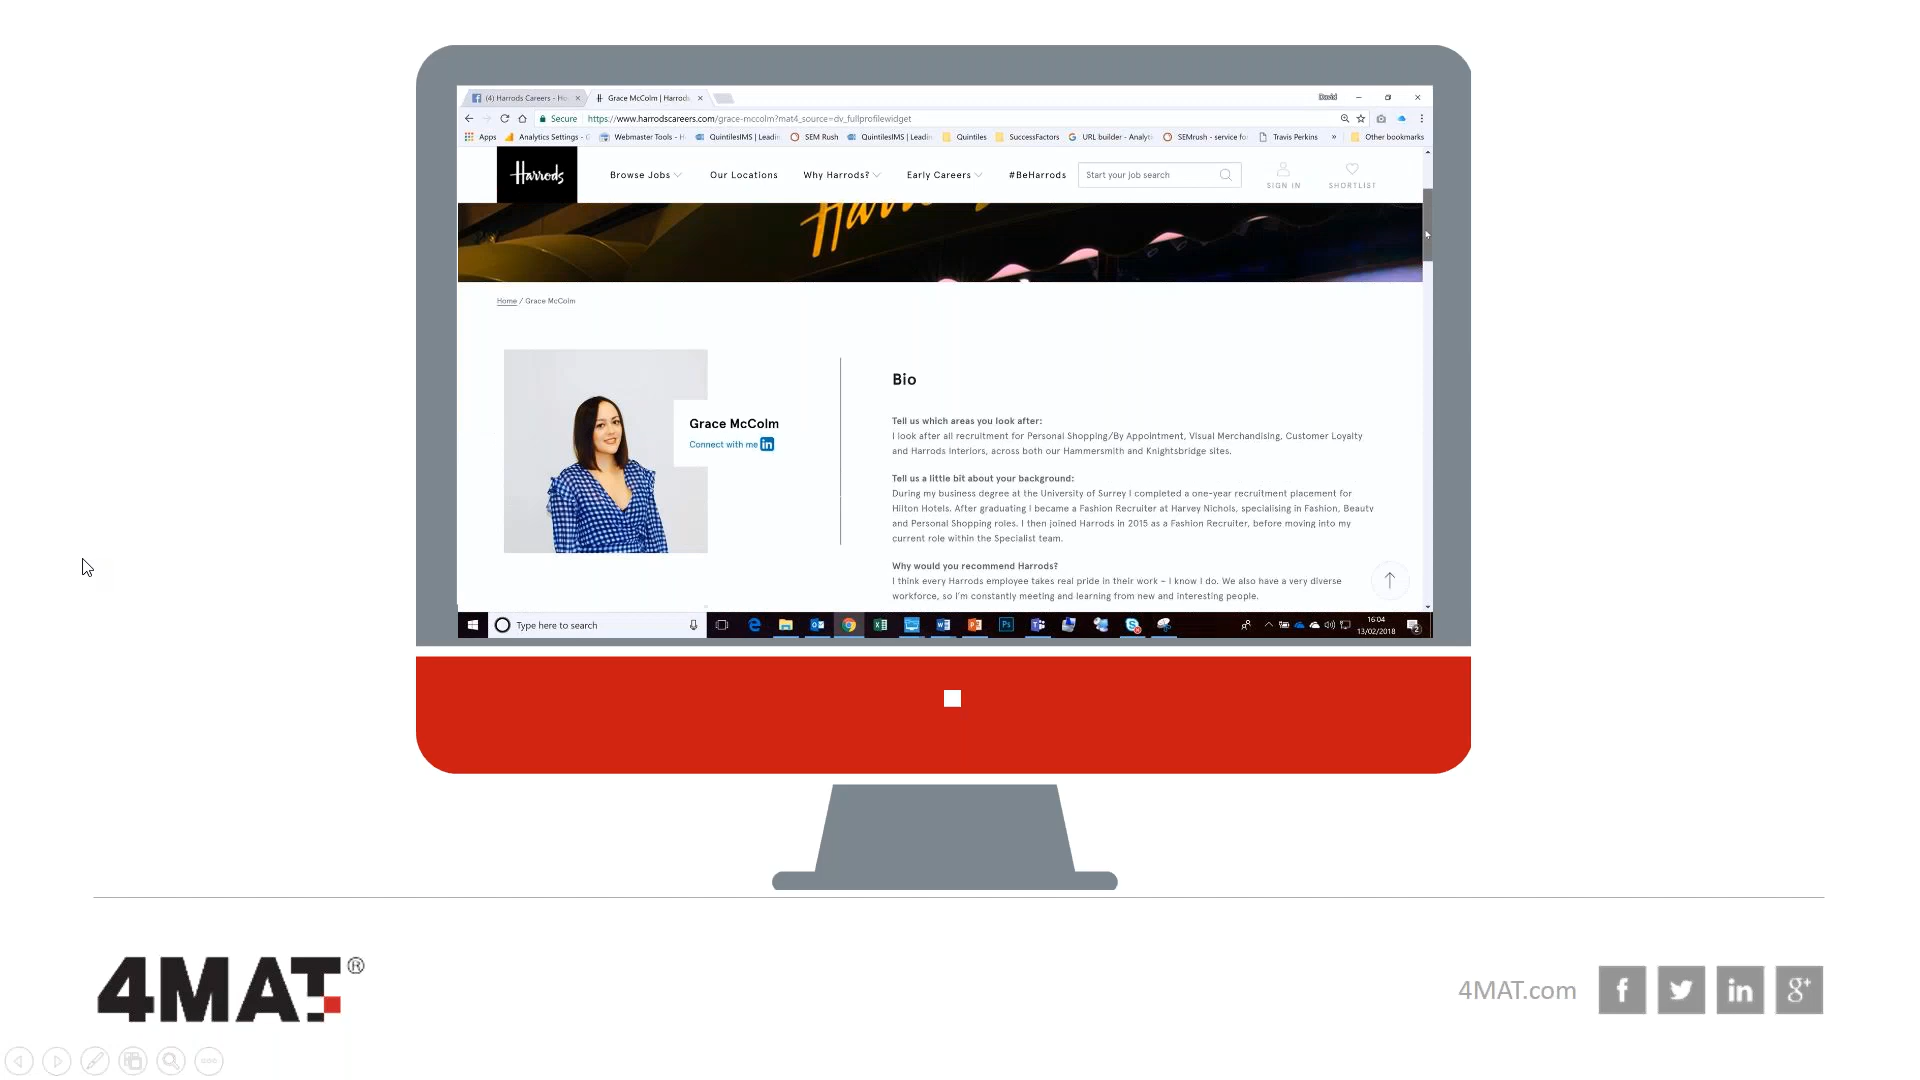 (4) Harrods Careers - Ho
Grace McColm | Harrods
David
Secure
https://www.harrodscareers.com/grace-mccolm?mat4_source=dv_fullprofilewidget
Apps
Analytics Settings - G
Webmaster Tools - H
QuintilesIMS | Leadin
SEM Rush
QuintilesIMS | Leadin
Quintiles
SuccessFactors
URL builder - Analyti
SEMrush - service fo
Travis Perkins
»
Other bookmarks
Harrods
Browse Jobs
Our Locations
Why Harrods?
Early Careers
#BeHarrods
Start your job search
SIGN IN
SHORTLIST
Home / Grace McColm
Grace McColm
Connect with me in
Bio
Tell us which areas you look after:
I look after all recruitment for Personal Shopping/By Appointment, Visual Merchandising, Customer Loyalty
and Harrods Interiors, across both our Hammersmith and Knightsbridge sites.
Tell us a little bit about your background:
During my business degree at the University of Surrey I completed a one-year recruitment placement for
Hilton Hotels. After graduating I became a Fashion Recruiter at Harvey Nichols, specialising in Fashion, Beauty
and Personal Shopping roles. I then joined Harrods in 2015 as a Fashion Recruiter, before moving into my
current role within the Specialist team.
Why would you recommend Harrods?
I think every Harrods employee takes real pride in their work – I know I do. We also have a very diverse
workforce, so I'm constantly meeting and learning from new and interesting people.
Type here to search
16:04
13/02/2018
2
4MAT®
4MAT.com
f
in
g+